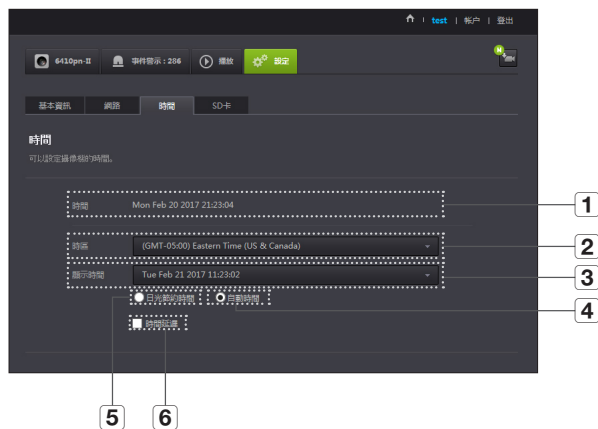 test | 帳戶 | 登出
6410pn-II 事件警示 : 286 播放 設定
N
基本資訊 網路 時間 SD卡
時間
可以設定攝像機的時間。
時間 Mon Feb 20 2017 21:23:04
1
時區 (GMT-05:00) Eastern Time (US & Canada)
2
顯示時間 Tue Feb 21 2017 11:23:02
3
日光節約時間 自動時間
4
時間延遲
5 6